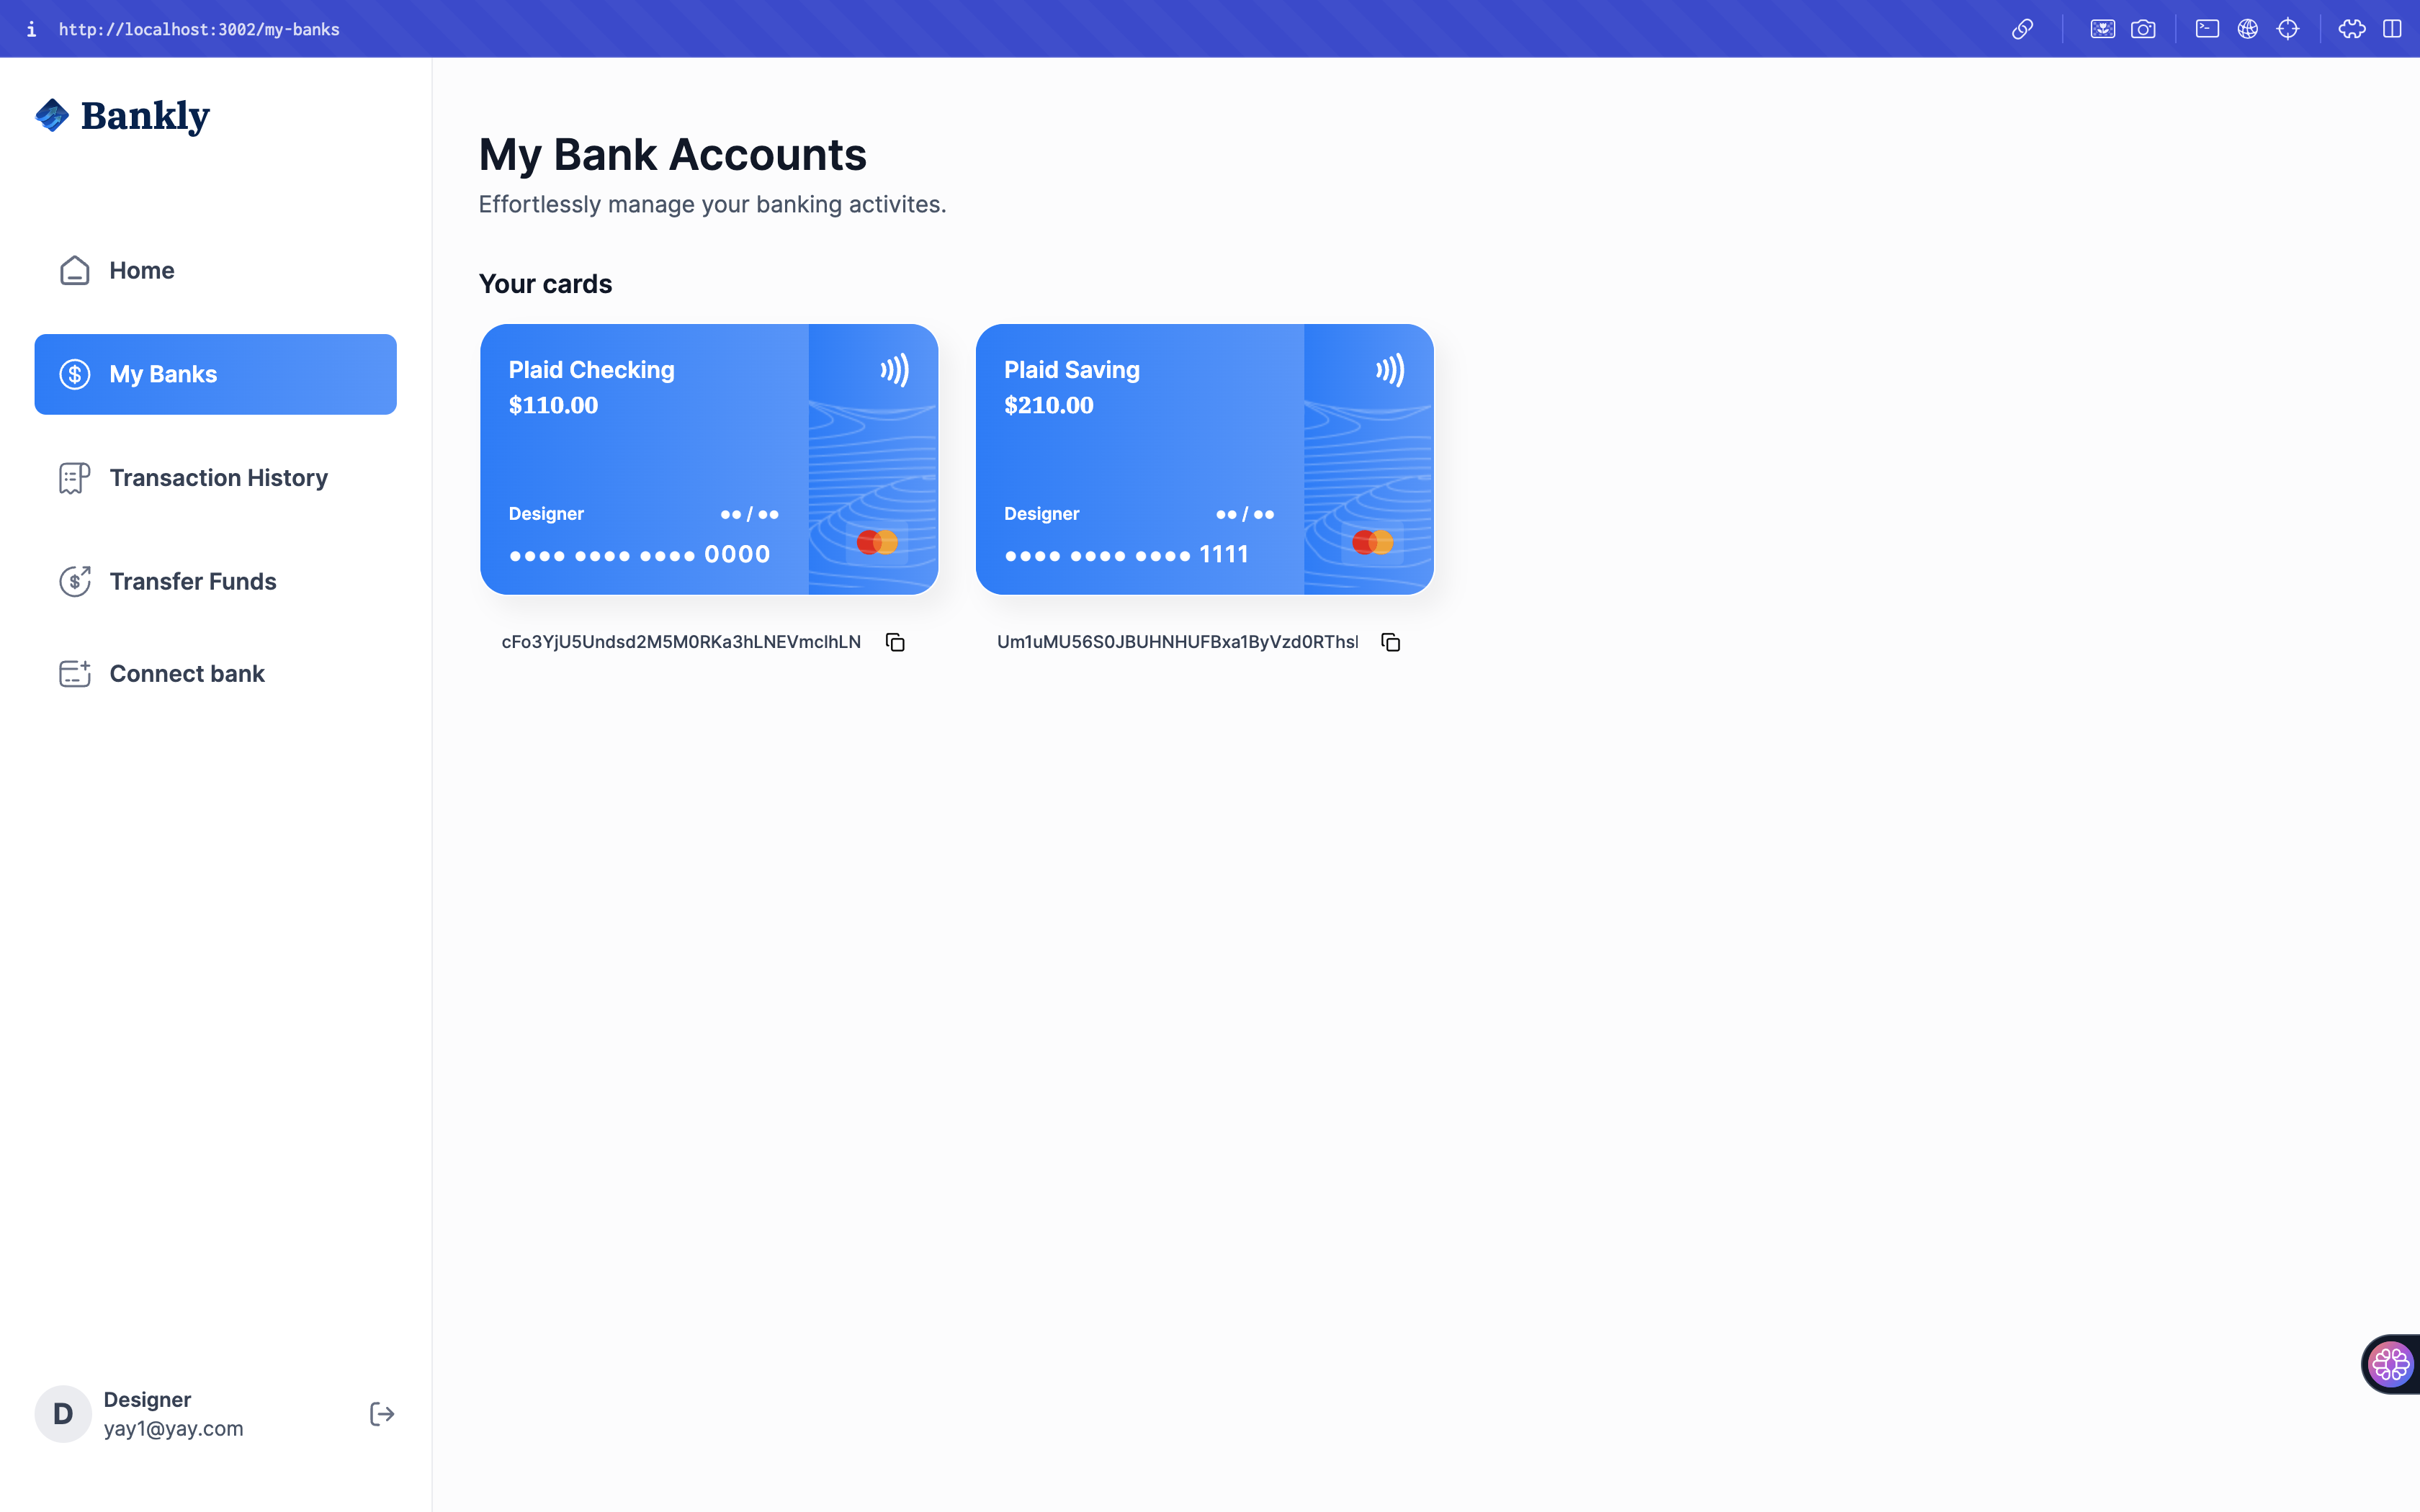 http://localhost:3002/my-banks
Bankly
Home
My Banks
Transaction History
Transfer Funds
Connect bank
Designer
yay1@yay.com
D
My Bank Accounts
Effortlessly manage your banking activites.
Your cards
Plaid Checking
$110.00
Designer
●● / ●●
●●●● ●●●● ●●●● 0000
Plaid Saving
$210.00
Designer
●● / ●●
●●●● ●●●● ●●●● 1111